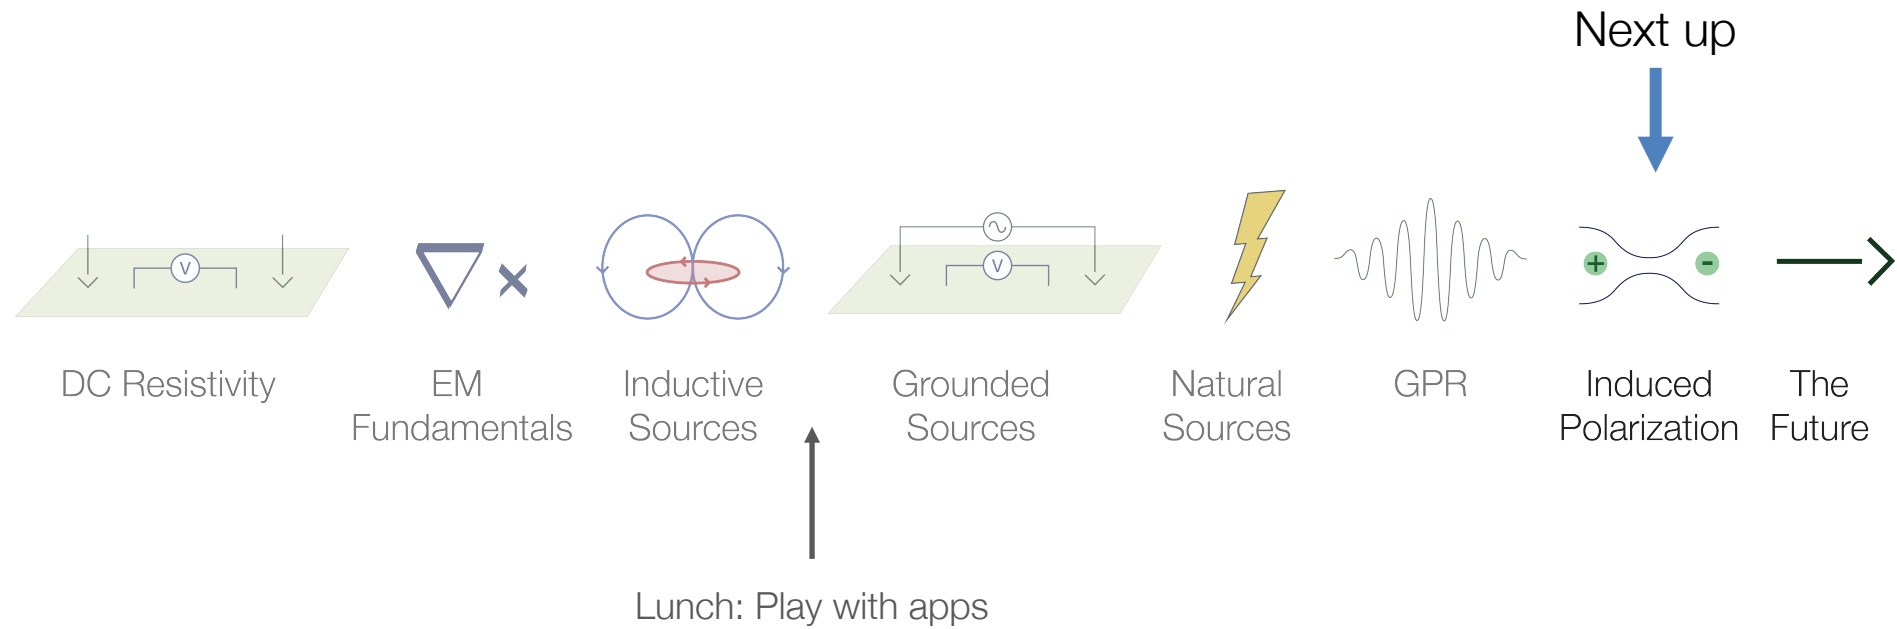 Next up
V
V
+
-
DC Resistivity
EM
Fundamentals
Inductive
Sources
Grounded
Sources
Natural
Sources
GPR
Induced
Polarization
The
Future
Lunch: Play with apps